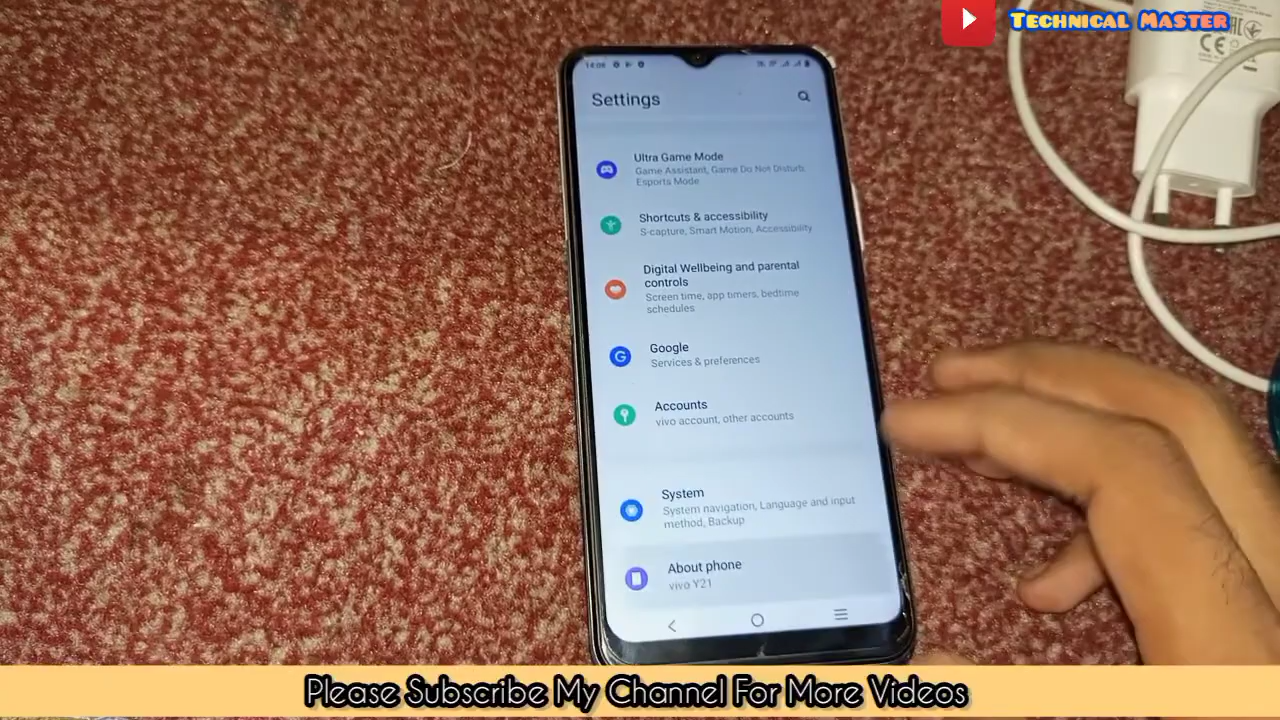 Technical Master
14:08
Settings
Ultra Game Mode
Game Assistant, Game Do Not Disturb,
Esports Mode
Shortcuts & accessibility
S-capture, Smart Motion, Accessibility
Digital Wellbeing and parental
controls
Screen time, app timers, bedtime
schedules
Google
Services & preferences
Accounts
vivo account, other accounts
System
System navigation, Language and input
method, Backup
About phone
vivo Y21
Please Subscribe My Channel For More Videos